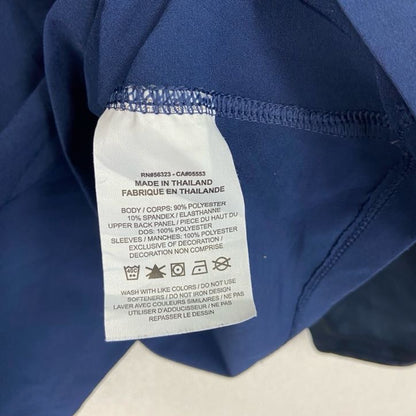 RN#56323 - CA#05553
MADE IN THAILAND
FABRIQUE EN THAILANDE
BODY / CORPS: 90% POLYESTER
10% SPANDEX / ELASTHANNE
UPPER BACK PANEL / PIECE DU HAUT DU
DOS: 100% POLYESTER
SLEEVES / MANCHES: 100% POLYESTER
EXCLUSIVE OF DECORATION /
DECORATION NON COMPRISE
WASH WITH LIKE COLORS / DO NOT USE
SOFTENERS / DO NOT IRON DESIGN
LAVER AVEC COULEURS SIMILAIRES / NE PAS
UTILISER D'ADOUCISSEUR / NE PAS
REPASSER LE DESSIN